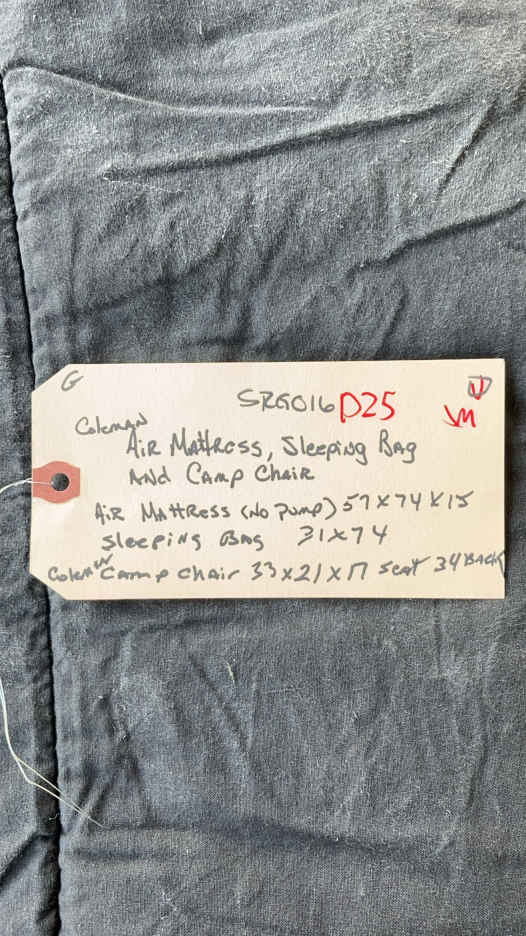 G
SRG016 D25
VM
Coleman
Air Mattress, Sleeping Bag
And Camp Chair
Air Mattress (No Pump) 57x74x15
Sleeping Bag 31x74
Coleman Camp Chair 33x21x17 Seat 34 Back